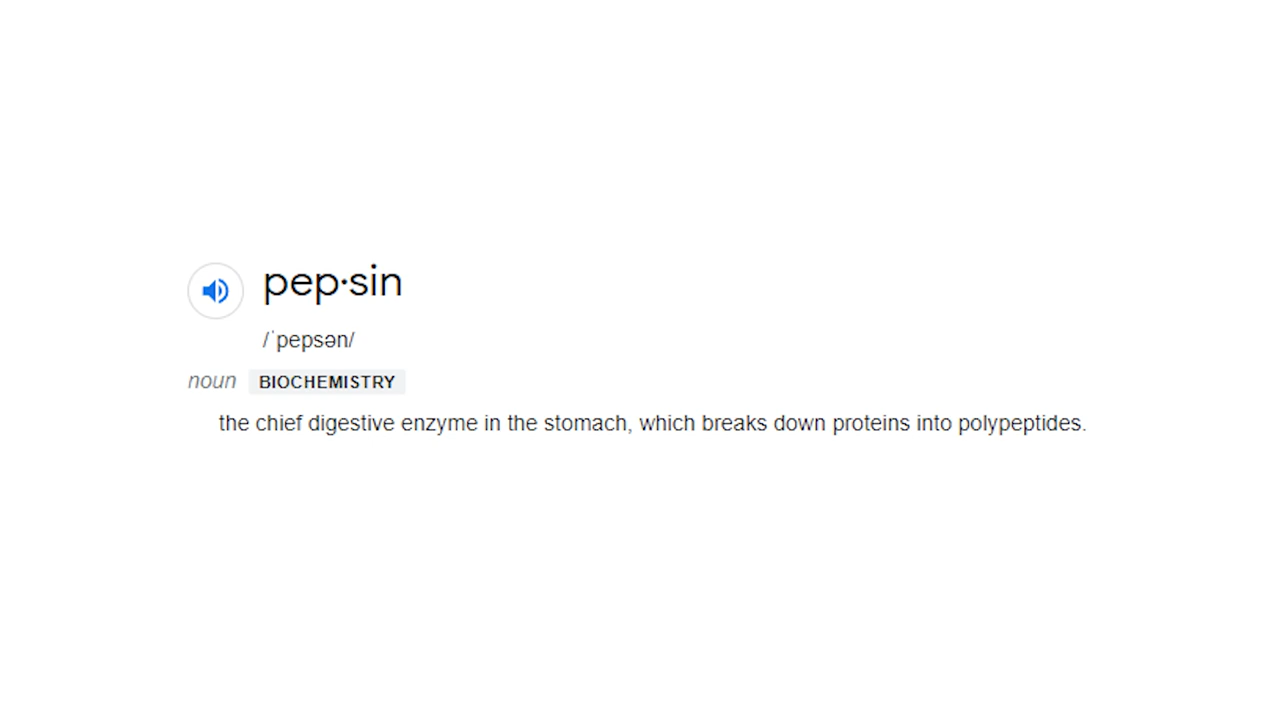 pep·sin
/ˈpepsən/
noun BIOCHEMISTRY
the chief digestive enzyme in the stomach, which breaks down proteins into polypeptides.